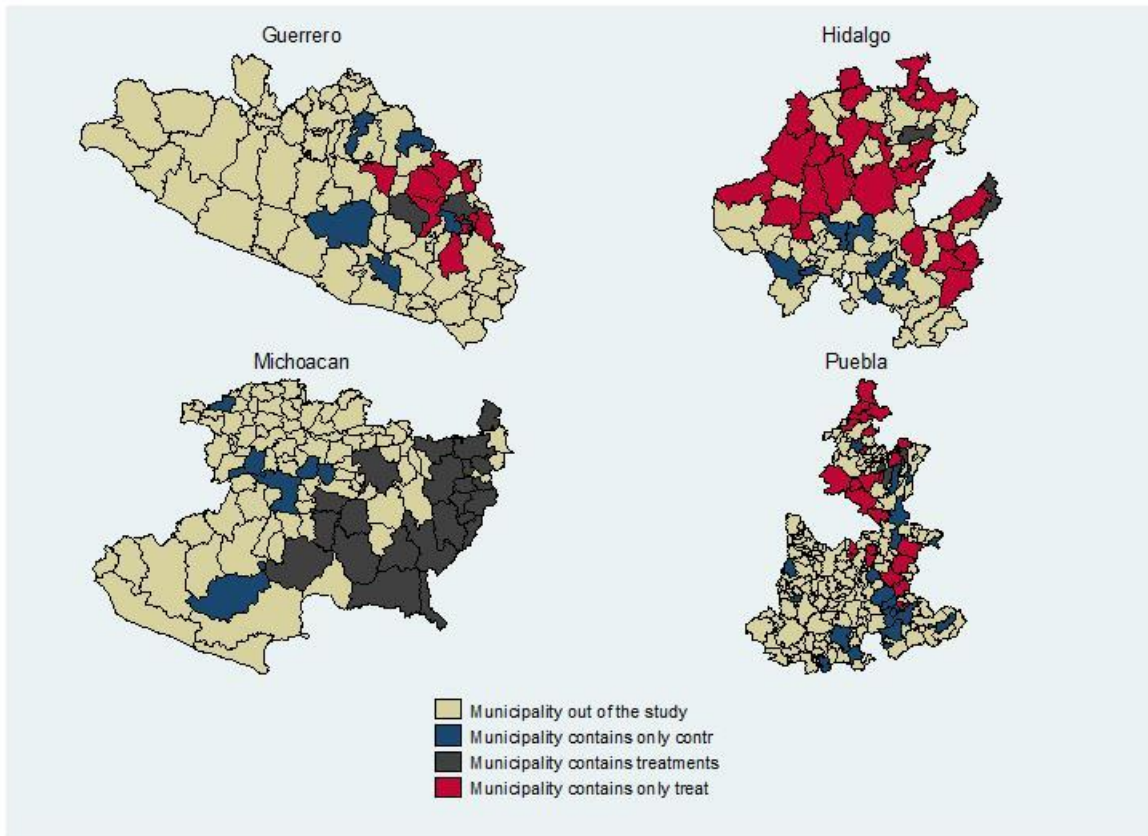 Guerrero
Hidalgo
Michoacan
Puebla
Municipality out of the study
Municipality contains only contr
Municipality contains treatments
Municipality contains only treat